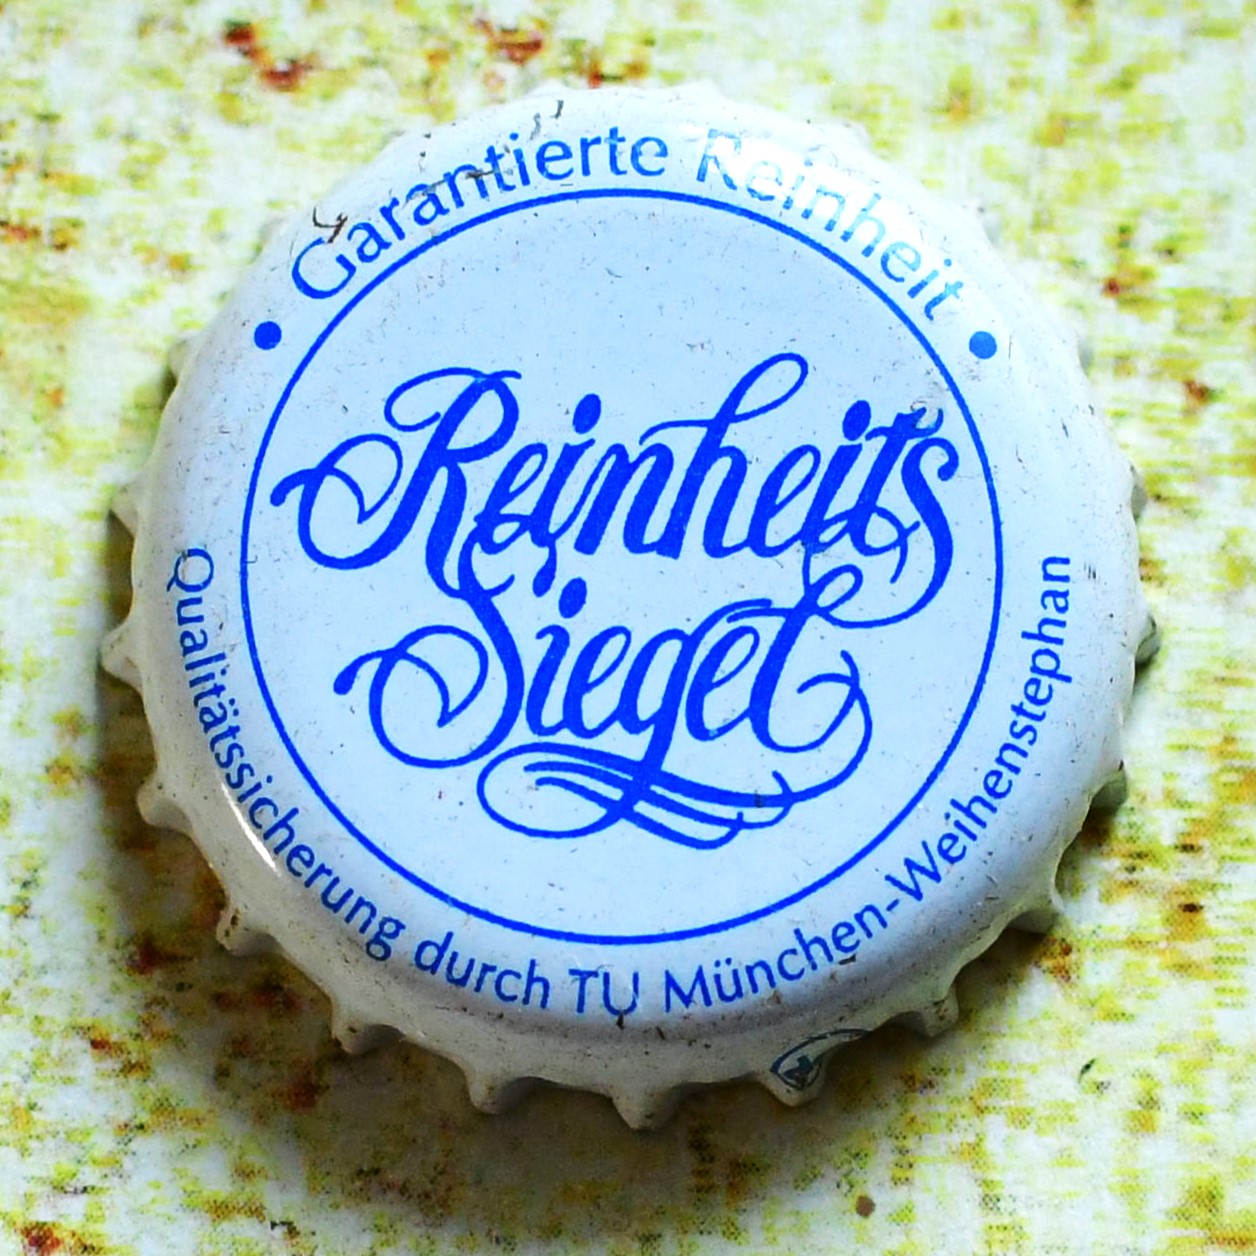 Garantierte Reinheit
Reinheits
Siegel
Qualitätssicherung durch TU München-Weihenstephan